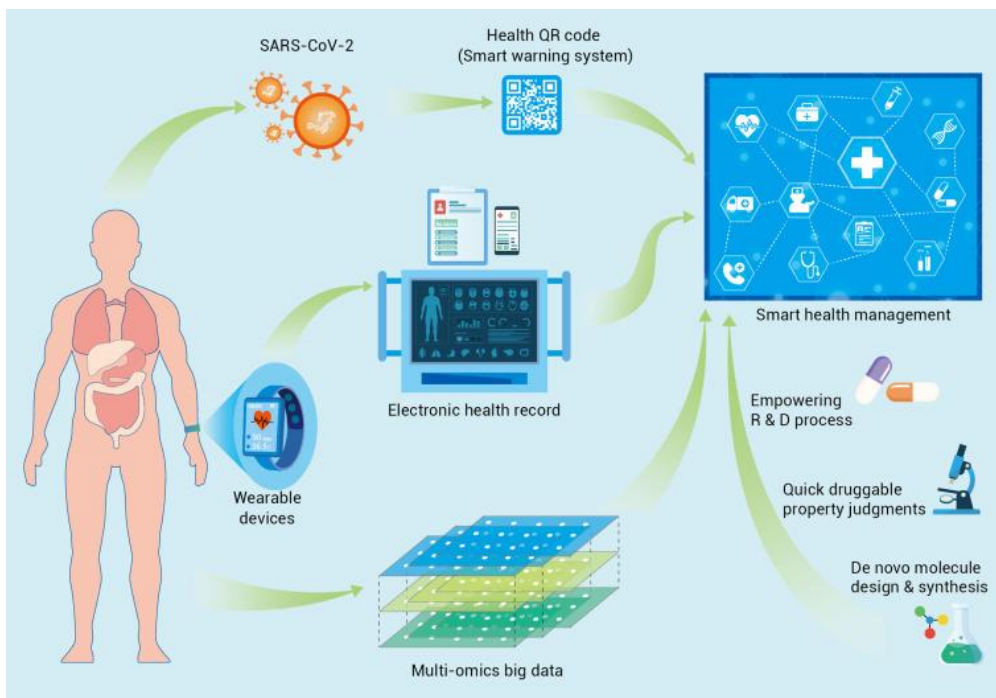 SARS-CoV-2
Health QR code
(Smart warning system)
Smart health management
Electronic health record
Wearable
devices
Empowering
R & D process
Quick druggable
property judgments
De novo molecule
design & synthesis
Multi-omics big data